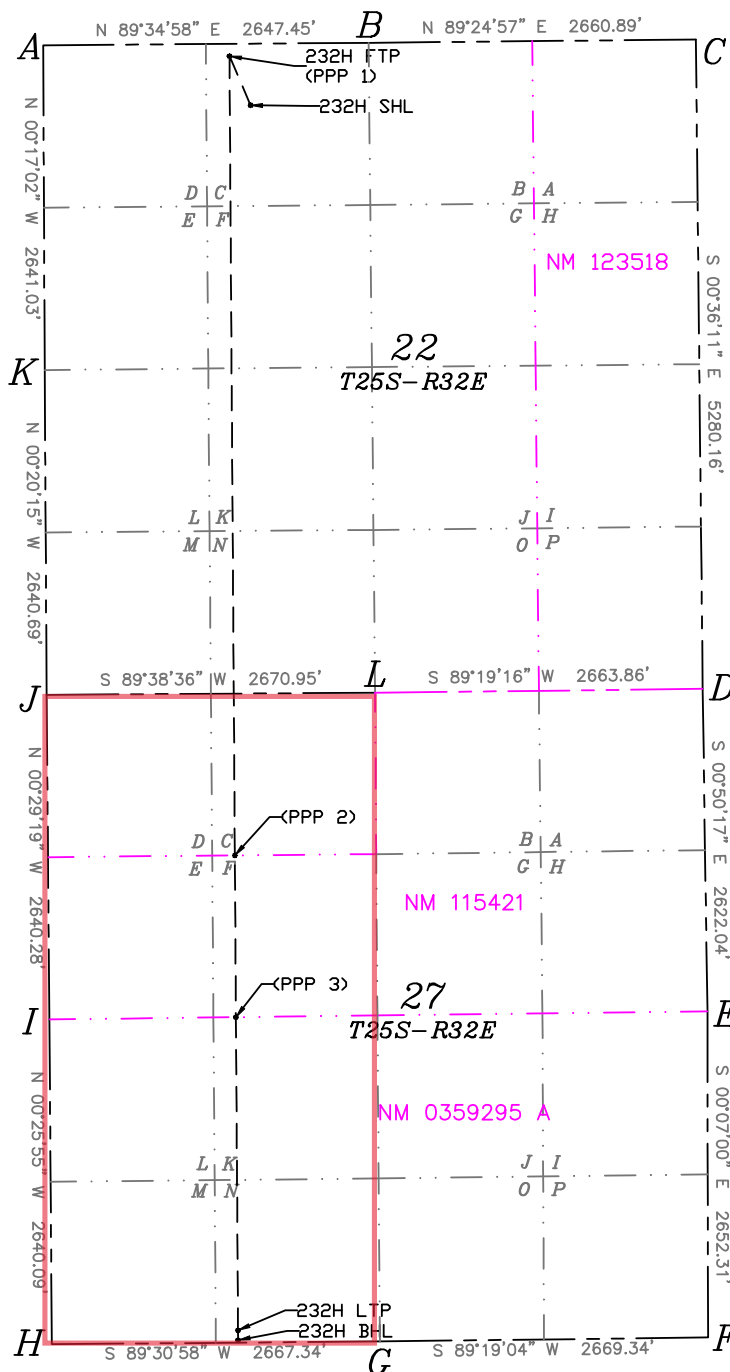 A
N 89°34'58" E 2647.45'
B
N 89°24'57" E 2660.89'
C
232H FTP
(PPP 1)
232H SHL
N 00°17'02" W 2641.03'
D C
E F
B A
G H
NM 123518
S 00°36'11" E 5280.16'
22
T25S-R32E
K
N 00°20'15" W 2640.69'
L K
M N
J I
O P
J
S 89°38'36" W 2670.95'
L
S 89°19'16" W 2663.86'
D
N 00°29'19" W 2640.28'
(PPP 2)
D C
E F
B A
G H
S 00°50'17" E 2622.04'
NM 115421
(PPP 3)
27
T25S-R32E
I
E
N 00°25'55" W 2640.09'
NM 0359295 A
S 00°07'00" E 2652.31'
L K
M N
J I
O P
232H LTP
232H BHL
H
S 89°30'58" W 2667.34'
G
S 89°19'04" W 2669.34'
F